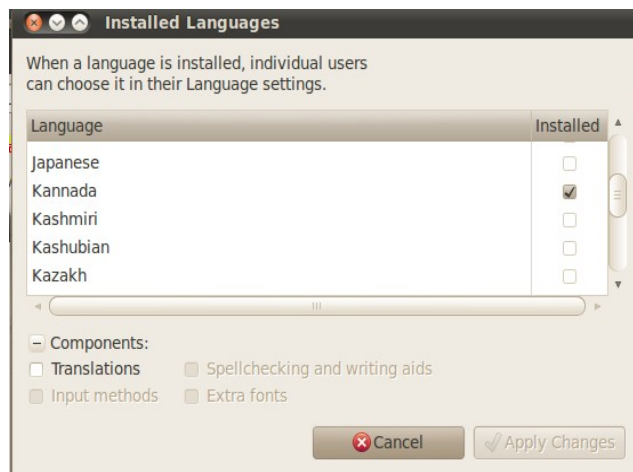 Installed Languages
When a language is installed, individual users
can choose it in their Language settings.
Language Installed
Japanese
Kannada
Kashmiri
Kashubian
Kazakh
Components:
Translations Spellchecking and writing aids
Input methods Extra fonts
Cancel Apply Changes